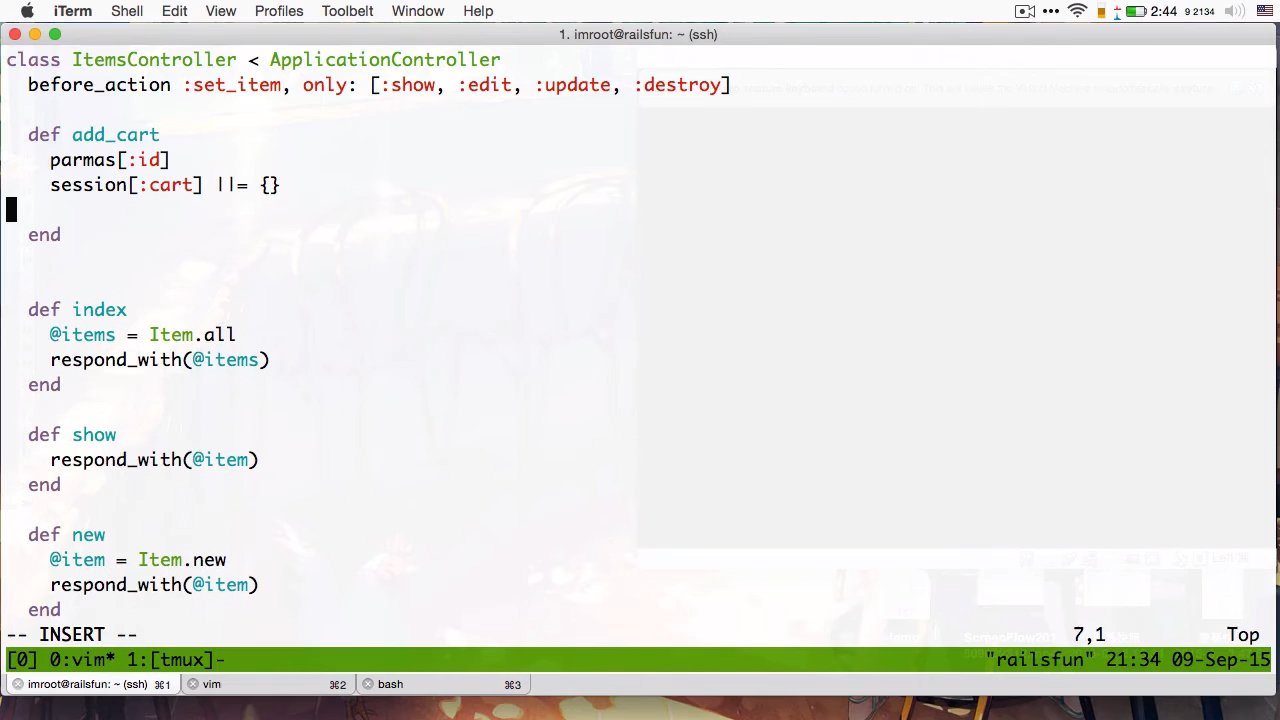 iTerm Shell Edit View Profiles Toolbelt Window Help 2:44 9 2134
1. imroot@railsfun: ~ (ssh)
class ItemsController < ApplicationController
  before_action :set_item, only: [:show, :edit, :update, :destroy]
  def add_cart
    parmas[:id]
    session[:cart] ||= {}
  end
  def index
    @items = Item.all
    respond_with(@items)
  end
  def show
    respond_with(@item)
  end
  def new
    @item = Item.new
    respond_with(@item)
  end
-- INSERT -- 7,1 Top
[0] 0:vim* 1:[tmux]- "railsfun" 21:34 09-Sep-15
imroot@railsfun: ~ (ssh) ⌘1 vim ⌘2 bash ⌘3